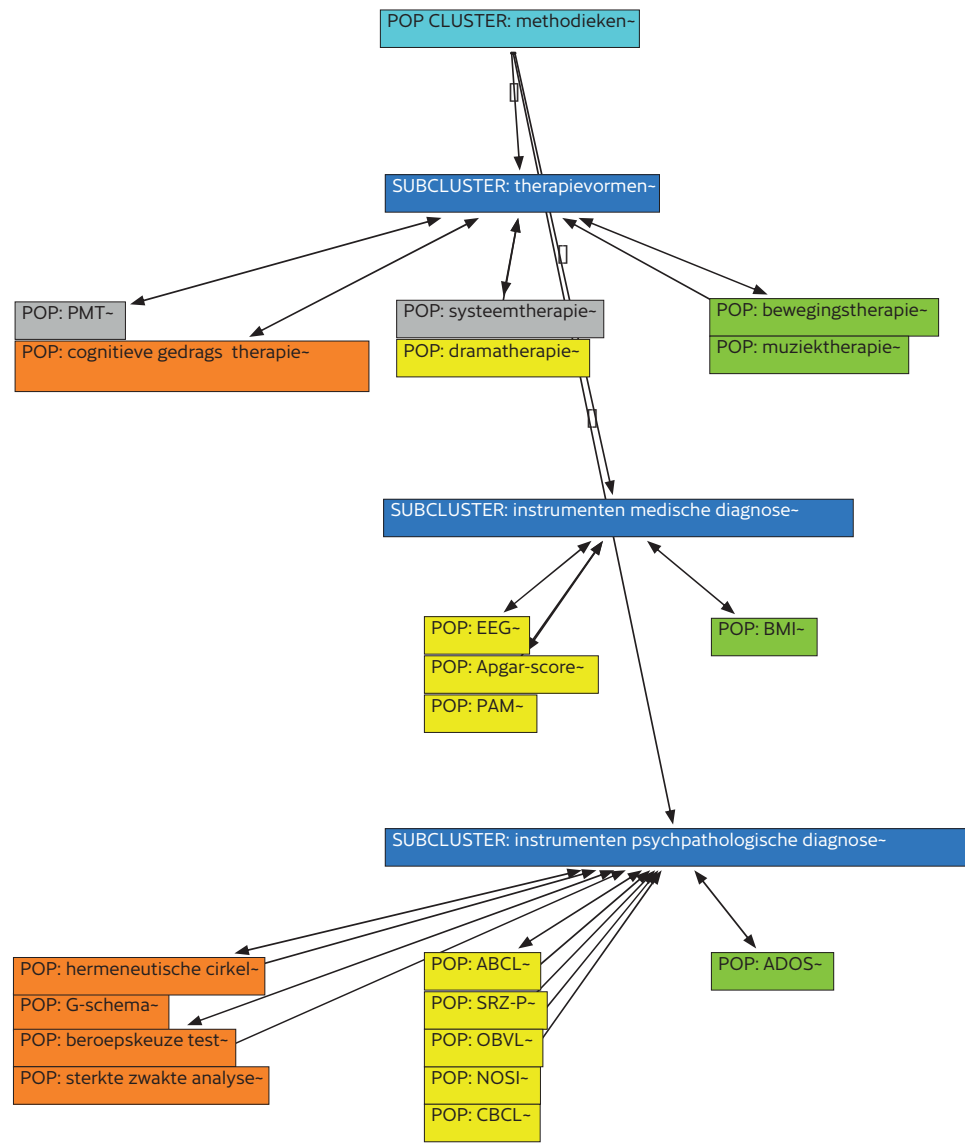 POP CLUSTER: methodieken~
SUBCLUSTER: therapievormen~
POP: PMT~
POP: cognitieve gedrags  therapie~
POP: systeemtherapie~
POP: dramatherapie~
POP: bewegingstherapie~
POP: muziektherapie~
SUBCLUSTER: instrumenten medische diagnose~
POP: EEG~
POP: Apgar-score~
POP: PAM~
POP: BMI~
SUBCLUSTER: instrumenten psychpathologische diagnose~
POP: hermeneutische cirkel~
POP: G-schema~
POP: beroepskeuze test~
POP: sterkte zwakte analyse~
POP: ABCL~
POP: SRZ-P~
POP: OBVL~
POP: NOSI~
POP: CBCL~
POP: ADOS~